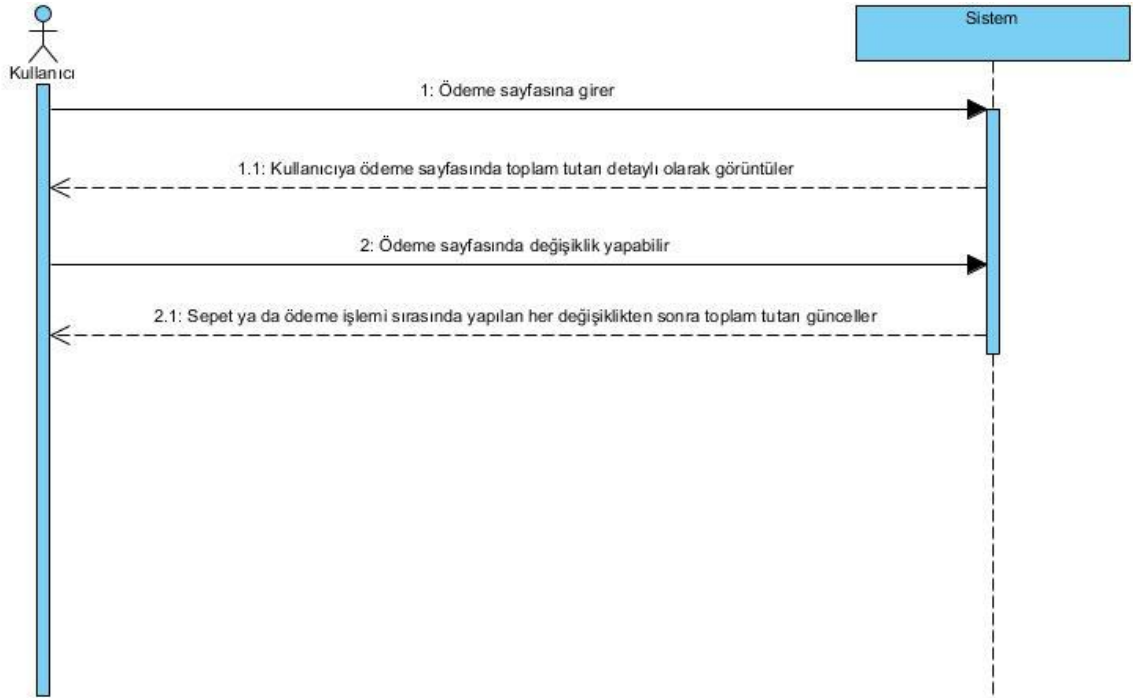 Sistem
Kullanıcı
1: Ödeme sayfasına girer
1.1: Kullanıcıya ödeme sayfasında toplam tutarı detaylı olarak görüntüler
2: Ödeme sayfasında değişiklik yapabilir
2.1: Sepet ya da ödeme işlemi sırasında yapılan her değişiklikten sonra toplam tutarı günceller